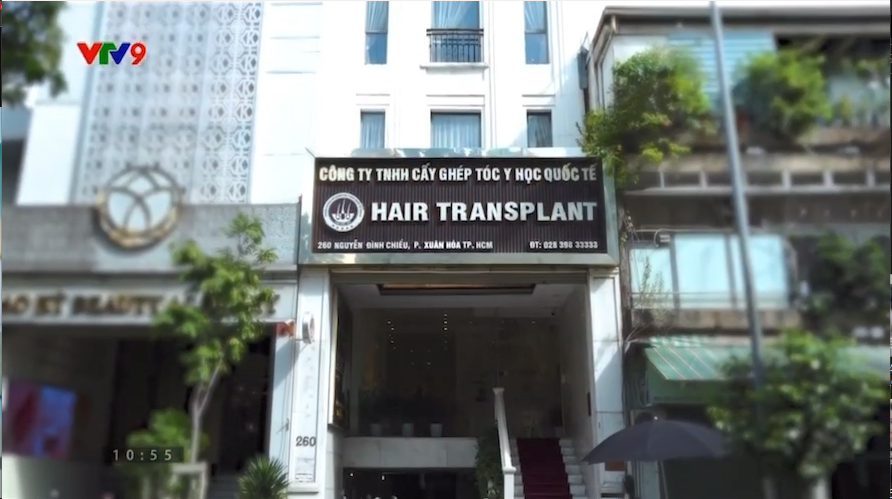 VTV9
CÔNG TY TNHH CẤY GHÉP TÓC Y HỌC QUỐC TẾ
HAIR TRANSPLANT
260 NGUYỄN ĐÌNH CHIỂU, P. XUÂN HÒA TP. HCM ĐT: 028 398 33333
BEAUTY
260
10:55